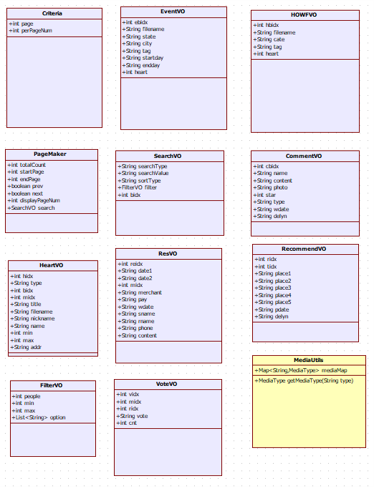 Criteria
+int page
+int perPageNum
EventVO
+int ebidx
+String filename
+String state
+String city
+String tag
+String startday
+String endday
+int heart
HOWFVO
+int hbidx
+String filename
+String cate
+String tag
+int heart
PageMaker
+int totalCount
+int startPage
+int endPage
+boolean prev
+boolean next
+int displayPageNum
+SearchVO search
SearchVO
+String searchType
+String searchValue
+String sortType
+FilterVO filter
+int bidx
CommentVO
+int cbidx
+String name
+String content
+String photo
+int star
+String type
+String wdate
+String delyn
HeartVO
+int hidx
+String type
+int bidx
+int midx
+String title
+String filename
+String nickname
+String name
+int min
+int max
+String addr
ResVO
+int reidx
+String date1
+String date2
+int midx
+String merchant
+String pay
+String wdate
+String sname
+String rname
+String phone
+String content
RecommendVO
+int ridx
+int tidx
+String place1
+String place2
+String place3
+String place4
+String place5
+String pdate
+String delyn
FilterVO
+int people
+int min
+int max
+List<String> option
VoteVO
+int vidx
+int midx
+int ridx
+String vote
+int cnt
MediaUtils
+Map<String,MediaType> mediaMap
+MediaType getMediaType(String type)